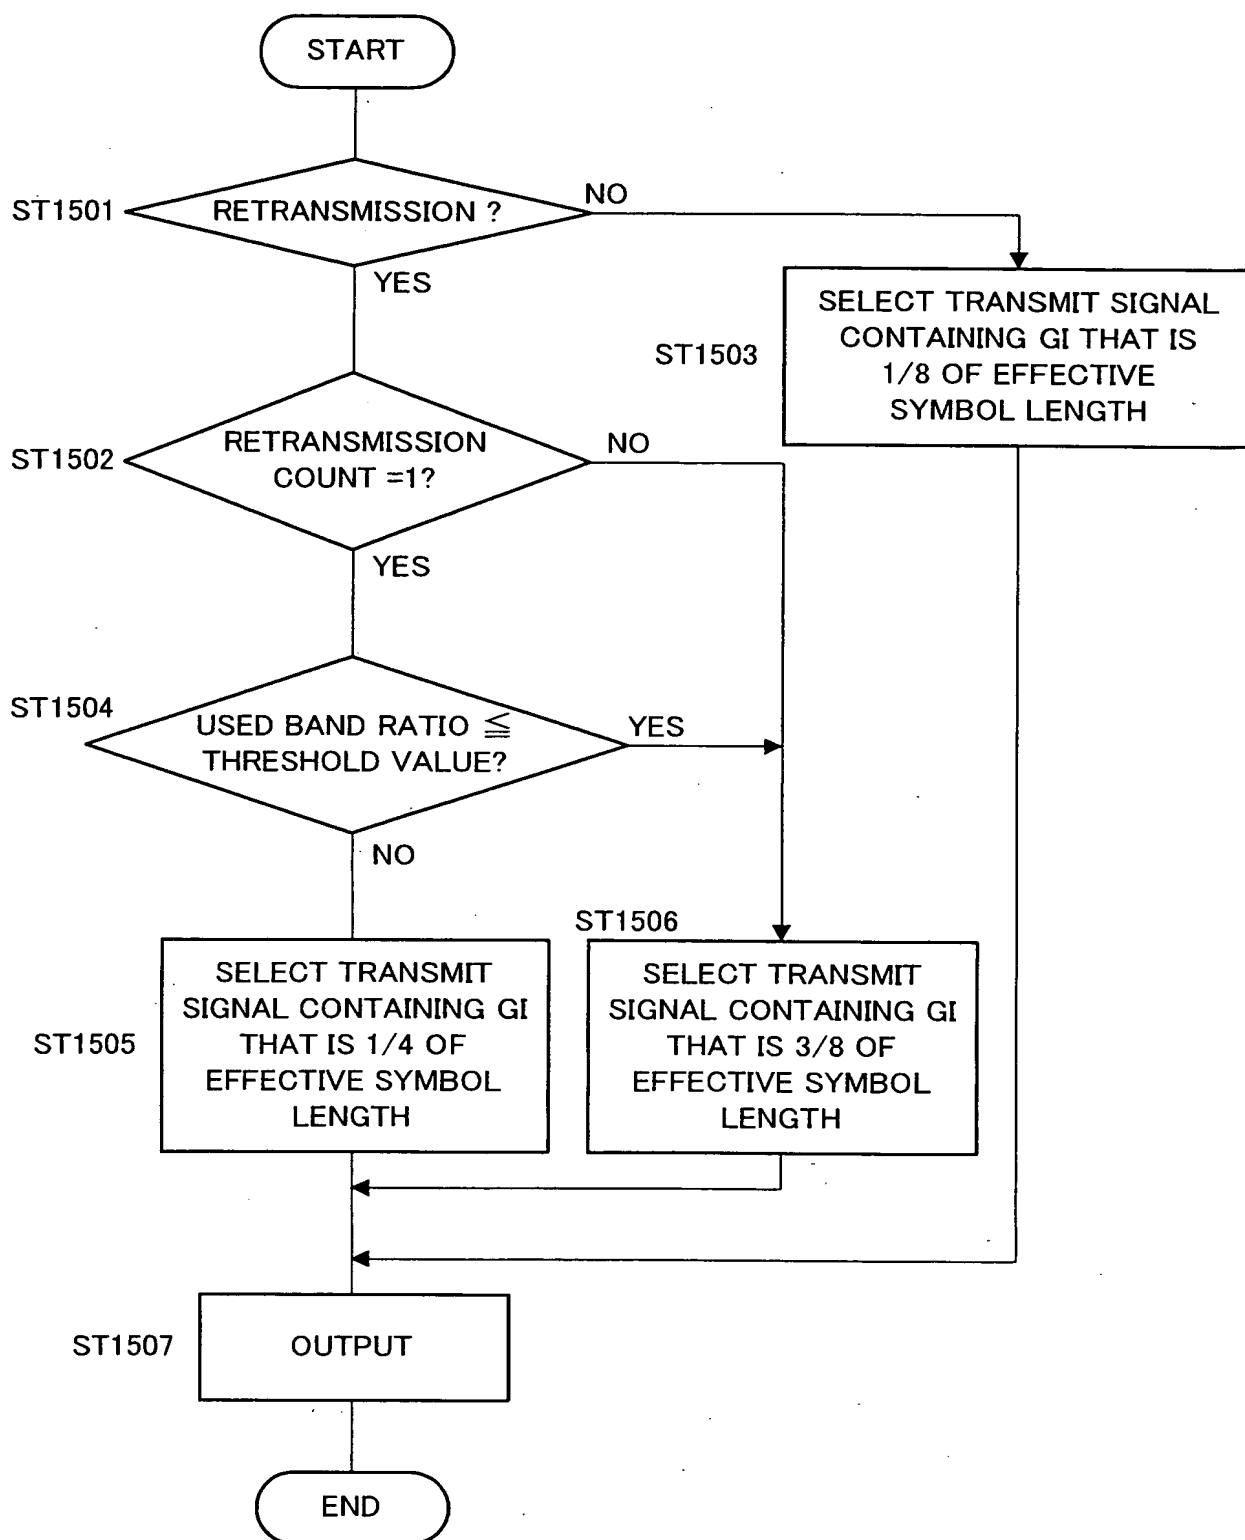 START
ST1501
RETRANSMISSION ?
NO
YES
ST1503
SELECT TRANSMIT SIGNAL
CONTAINING GI THAT IS
1/8 OF EFFECTIVE
SYMBOL LENGTH
ST1502
RETRANSMISSION
COUNT =1?
NO
YES
ST1504
USED BAND RATIO ≦
THRESHOLD VALUE?
YES
NO
ST1505
SELECT TRANSMIT
SIGNAL CONTAINING GI
THAT IS 1/4 OF
EFFECTIVE SYMBOL
LENGTH
ST1506
SELECT TRANSMIT
SIGNAL CONTAINING GI
THAT IS 3/8 OF
EFFECTIVE SYMBOL
LENGTH
ST1507
OUTPUT
END